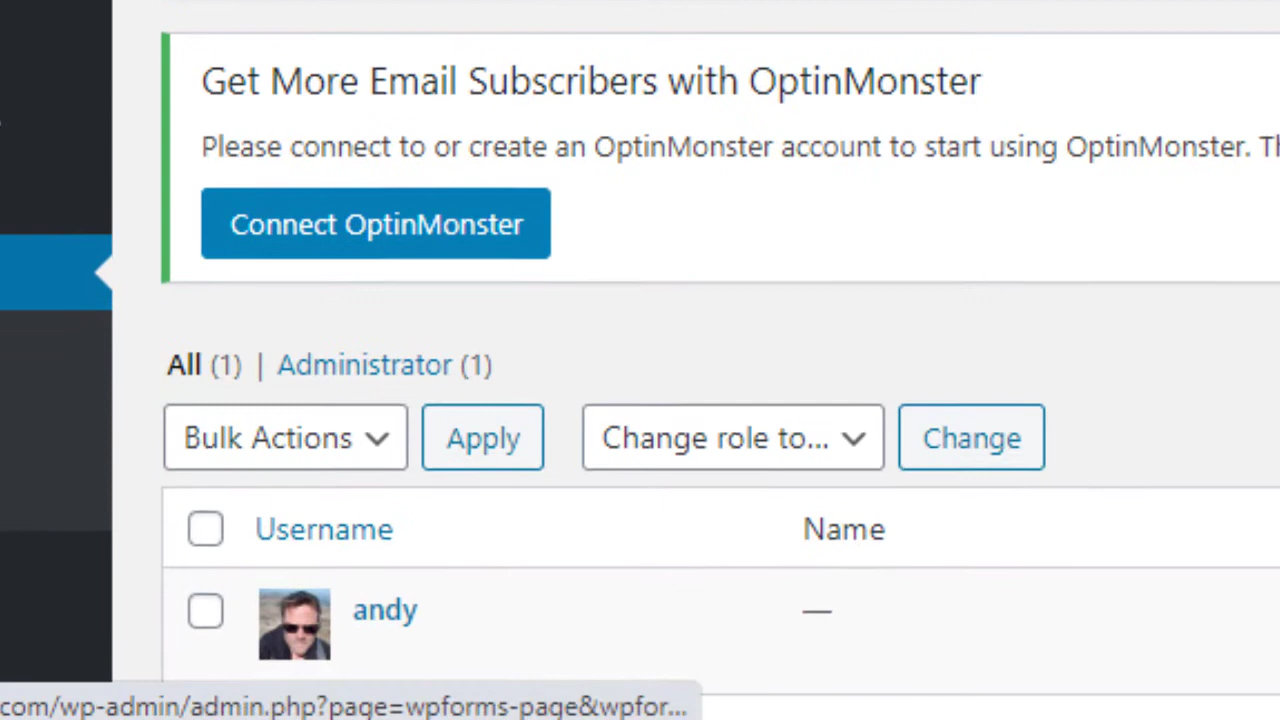 Get More Email Subscribers with OptinMonster
Please connect to or create an OptinMonster account to start using OptinMonster. Th
Connect OptinMonster
All (1) | Administrator (1)
Bulk Actions Apply Change role to... Change
Username Name
andy —
com/wp-admin/admin.php?page=wpforms-page&wpfor...